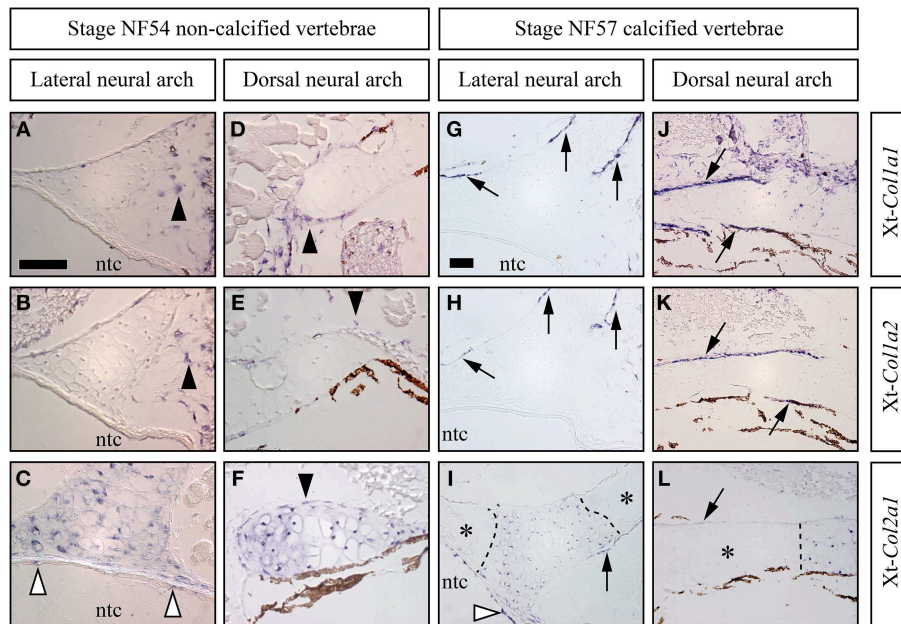 Stage NF54 non-calcified vertebrae Stage NF57 calcified vertebrae
Lateral neural arch Dorsal neural arch Lateral neural arch Dorsal neural arch
A D G J Xt-Col1a1
ntc ntc
B E H K Xt-Col1a2
ntc ntc
C F I L Xt-Col2a1
* * *
ntc
ntc